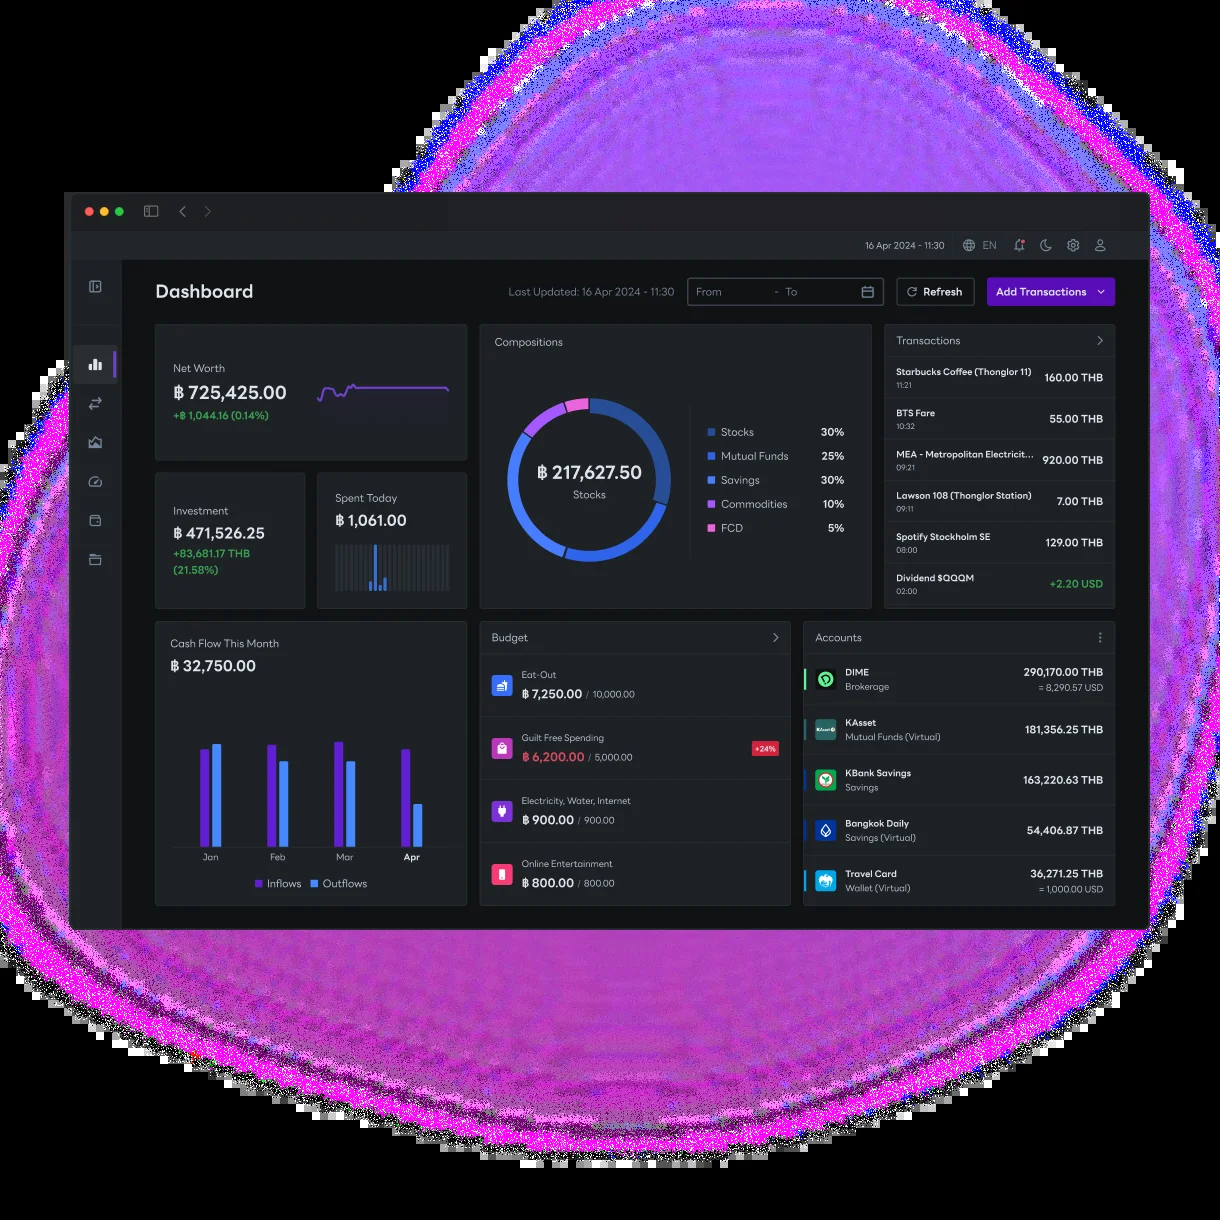 16 Apr 2024 - 11:30
EN
Dashboard
Last Updated: 16 Apr 2024 - 11:30
From - To
Refresh
Add Transactions
Net Worth
฿ 725,425.00
+฿ 1,044.16 (0.14%)
Investment
฿ 471,526.25
+83,681.17 THB
(21.58%)
Spent Today
฿ 1,061.00
Compositions
฿ 217,627.50
Stocks
Stocks 30%
Mutual Funds 25%
Savings 30%
Commodities 10%
FCD 5%
Transactions
Starbucks Coffee (Thonglor 11) 160.00 THB
11:21
BTS Fare 55.00 THB
10:32
MEA - Metropolitan Electricit... 920.00 THB
09:21
Lawson 108 (Thonglor Station) 7.00 THB
09:11
Spotify Stockholm SE 129.00 THB
08:00
Dividend $QQQM +2.20 USD
02:00
Cash Flow This Month
฿ 32,750.00
Jan Feb Mar Apr
Inflows Outflows
Budget
Eat-Out
฿ 7,250.00 / 10,000.00
Guilt Free Spending
฿ 6,200.00 / 5,000.00
+24%
Electricity, Water, Internet
฿ 900.00 / 900.00
Online Entertainment
฿ 800.00 / 800.00
Accounts
DIME 290,170.00 THB
Brokerage = 8,290.57 USD
KAsset
KAsset 181,356.25 THB
Mutual Funds (Virtual)
KBank Savings 163,220.63 THB
Savings
Bangkok Daily 54,406.87 THB
Savings (Virtual)
Travel Card 36,271.25 THB
Wallet (Virtual) = 1,000.00 USD